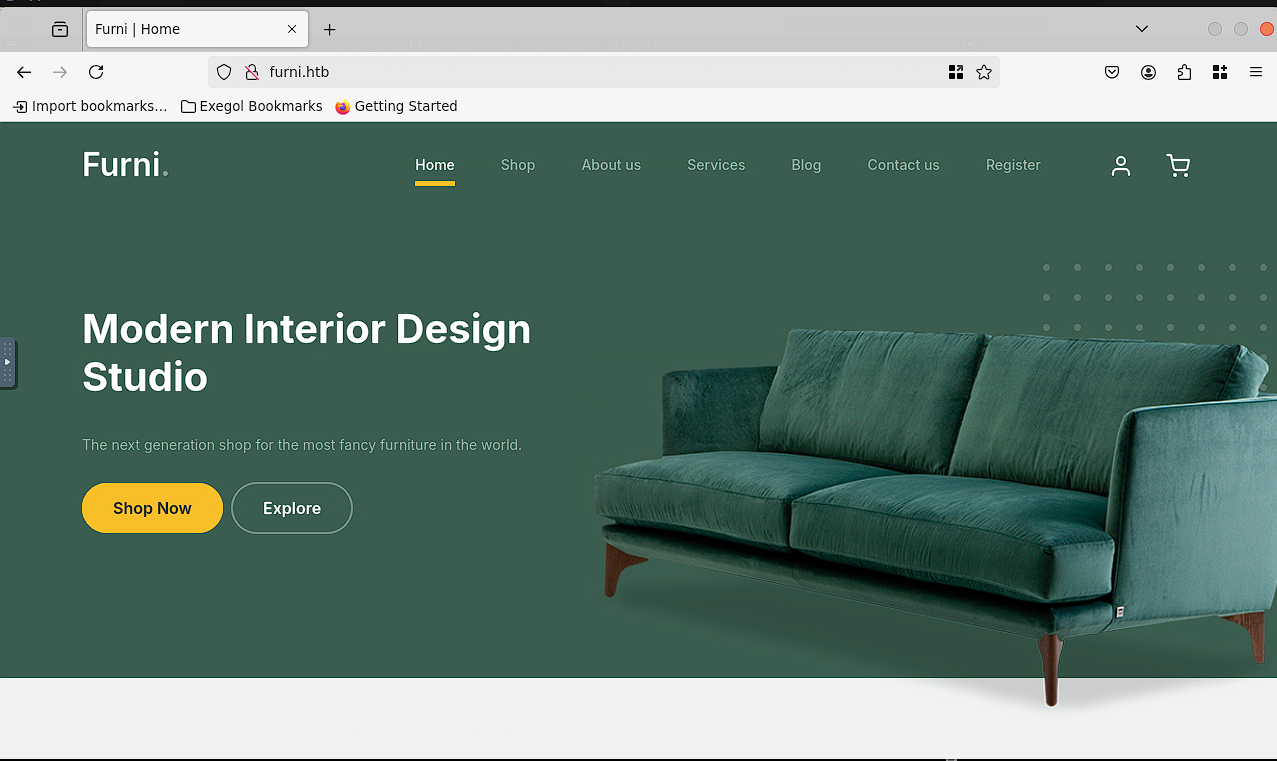 Furni | Home
furni.htb
Import bookmarks... Exegol Bookmarks Getting Started
Furni. Home Shop About us Services Blog Contact us Register
Modern Interior Design
Studio
The next generation shop for the most fancy furniture in the world.
Shop Now Explore